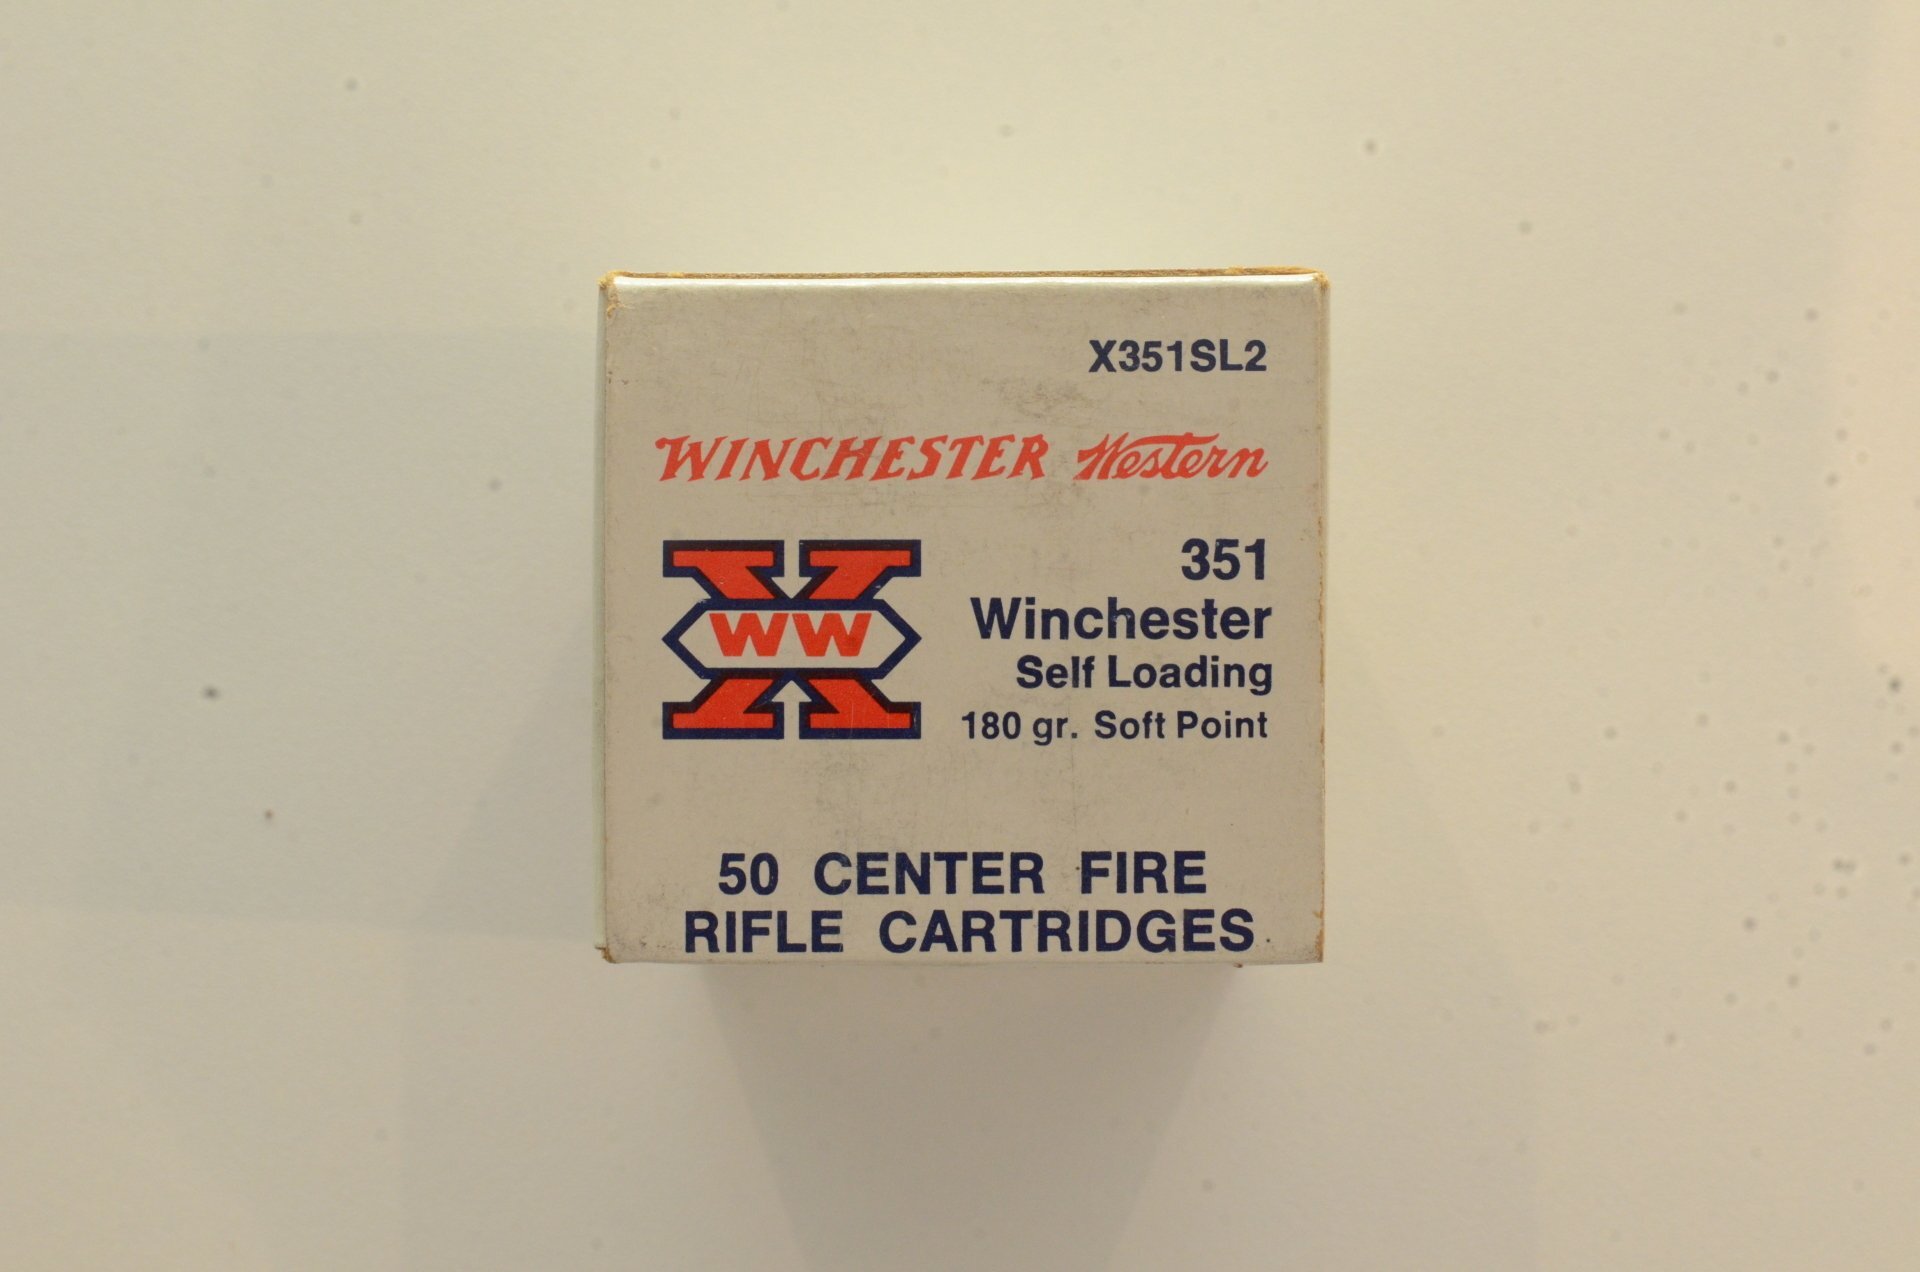 X351SL2
WINCHESTER Western
WW
351
Winchester
Self Loading
180 gr. Soft Point
50 CENTER FIRE
RIFLE CARTRIDGES